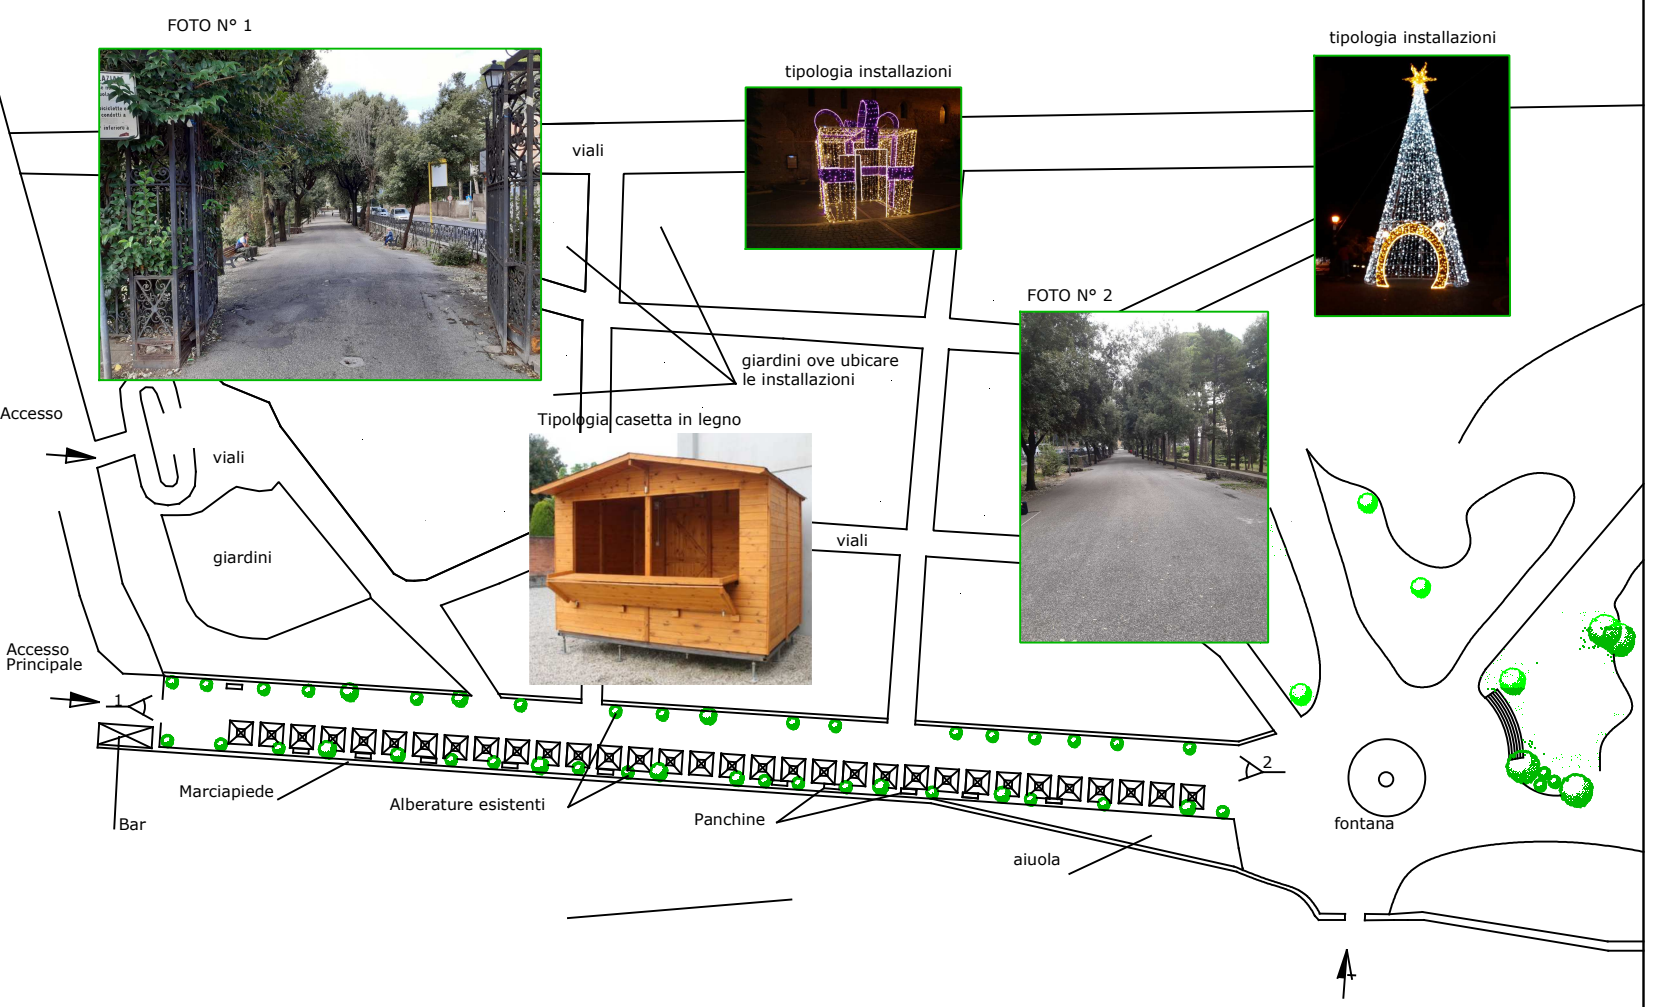 FOTO N° 1
tipologia installazioni
tipologia installazioni
viali
FOTO N° 2
giardini ove ubicare
le installazioni
Accesso
Tipologia casetta in legno
viali
viali
giardini
Accesso
Principale
1
2
Marciapiede
Alberature esistenti
Panchine
Bar
fontana
aiuola